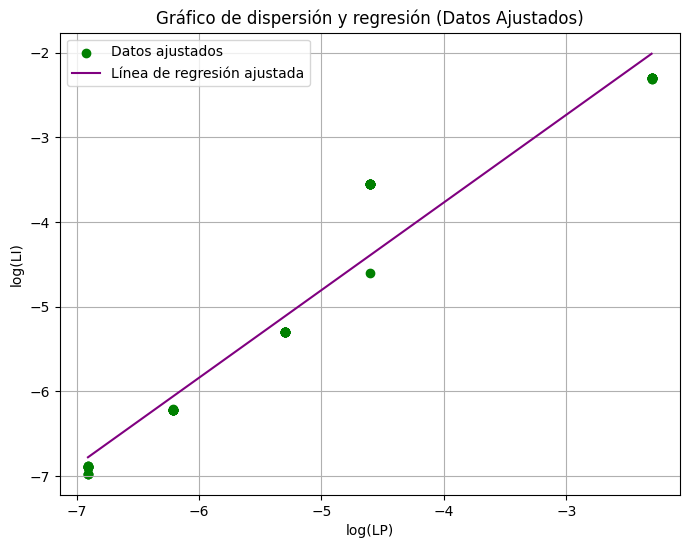 Gráfico de dispersión y regresión (Datos Ajustados)
Datos ajustados
Línea de regresión ajustada
−2
−3
−4
−5
−6
−7
log(LI)
−7 −6 −5 −4 −3
log(LP)